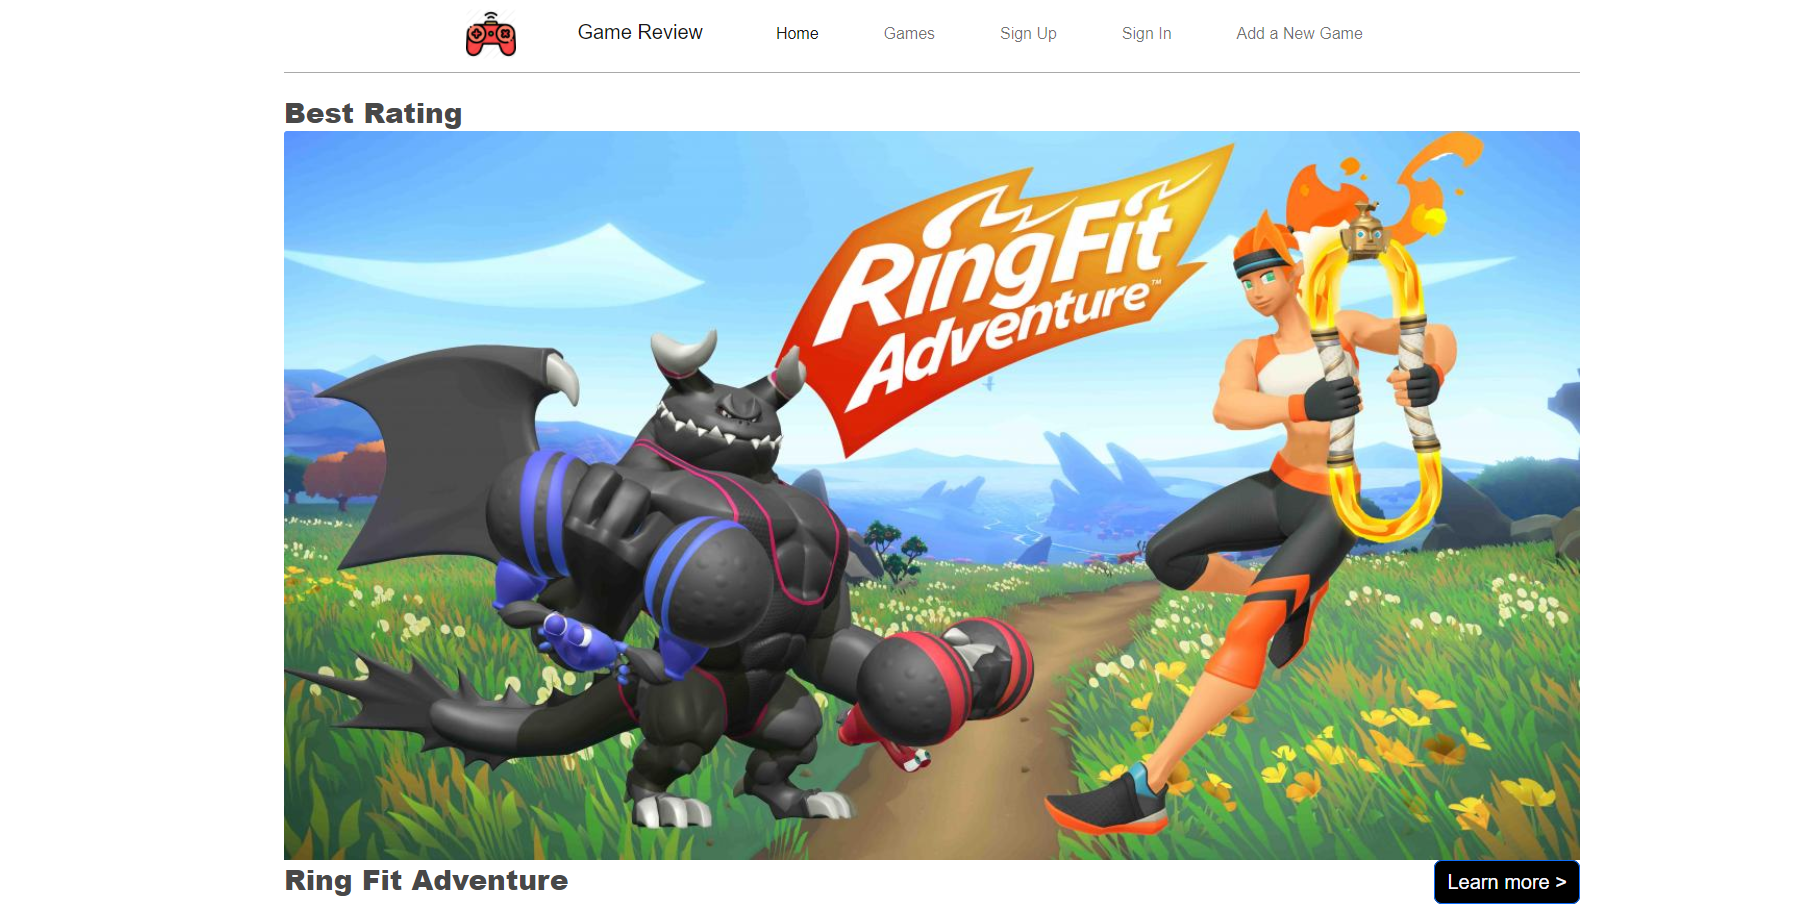 Game Review Home Games Sign Up Sign In Add a New Game
Best Rating
RingFit
Adventure™
Ring Fit Adventure
Learn more >